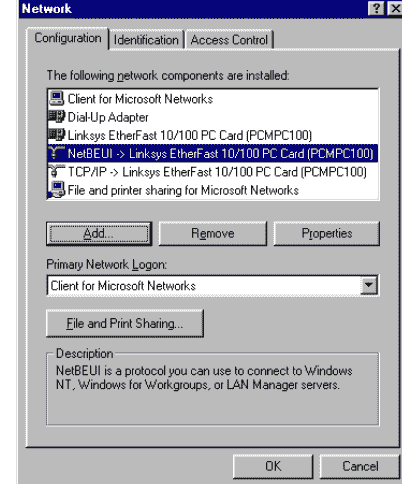 Network
? X
Configuration Identification Access Control
The following network components are installed:
Client for Microsoft Networks
Dial-Up Adapter
Linksys EtherFast 10/100 PC Card (PCMPC100)
NetBEUI -> Linksys EtherFast 10/100 PC Card (PCMPC100)
TCP/IP -> Linksys EtherFast 10/100 PC Card (PCMPC100)
File and printer sharing for Microsoft Networks
Add... Remove Properties
Primary Network Logon:
Client for Microsoft Networks
File and Print Sharing...
Description
NetBEUI is a protocol you can use to connect to Windows
NT, Windows for Workgroups, or LAN Manager servers.
OK Cancel